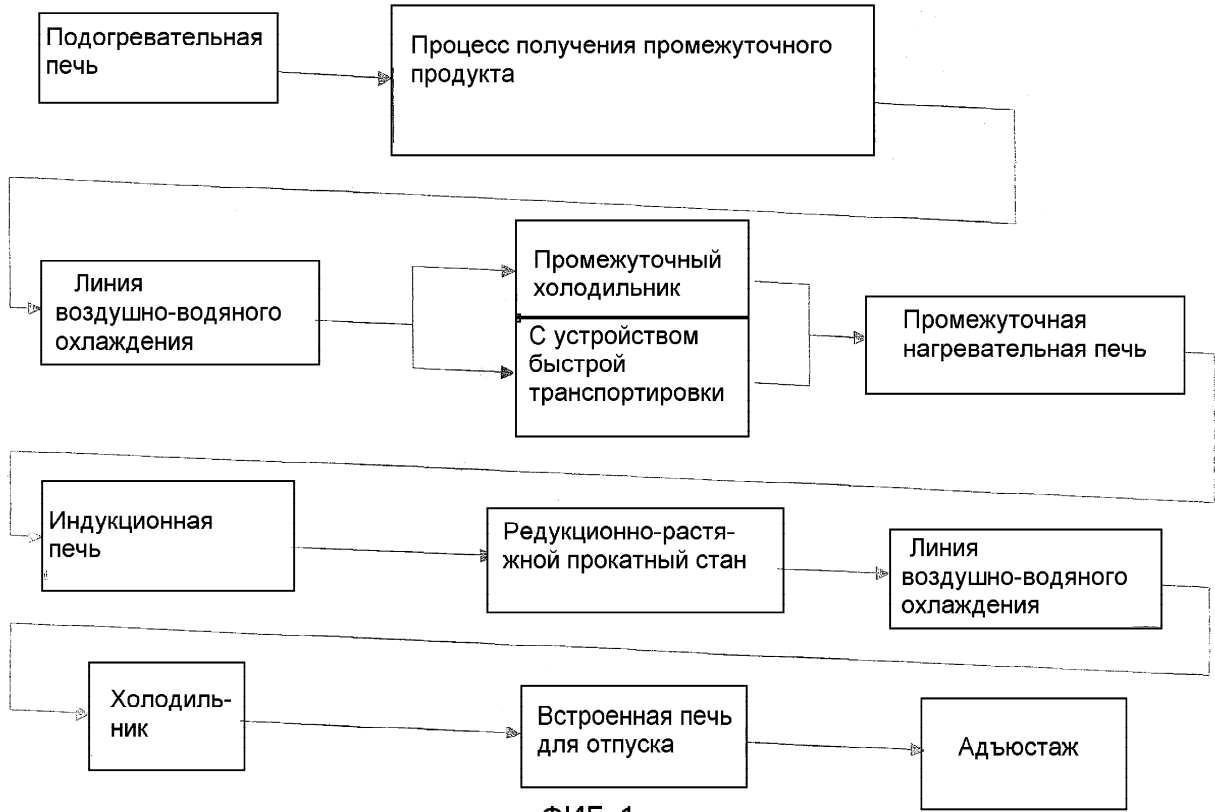 Подогревательная
печь
Процесс получения промежуточного
продукта
Линия
воздушно-водяного
охлаждения
Промежуточный
холодильник
С устройством
быстрой
транспортировки
Промежуточная
нагревательная печь
Индукционная
печь
Редукционно-растя-
жной прокатный стан
Линия
воздушно-водяного
охлаждения
Холодиль-
ник
Встроенная печь
для отпуска
Адъюстаж
ФИГ. 1